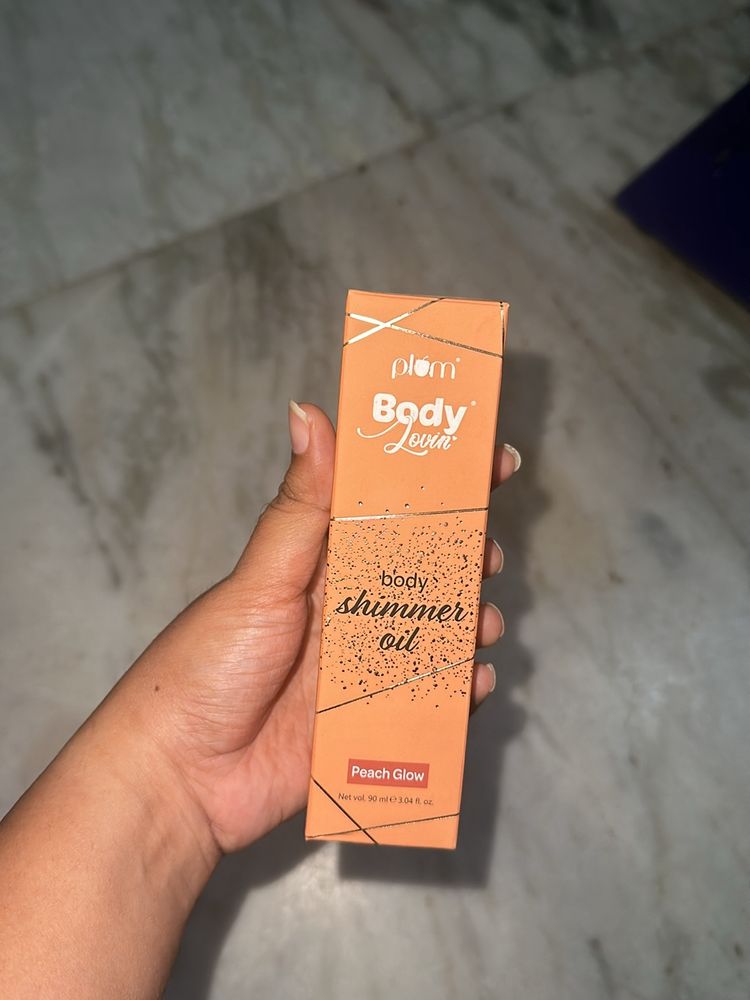 plum®
Body®
Lovin'
body
shimmer
oil
Peach Glow
Net vol. 90 ml ℮ 3.04 fl. oz.